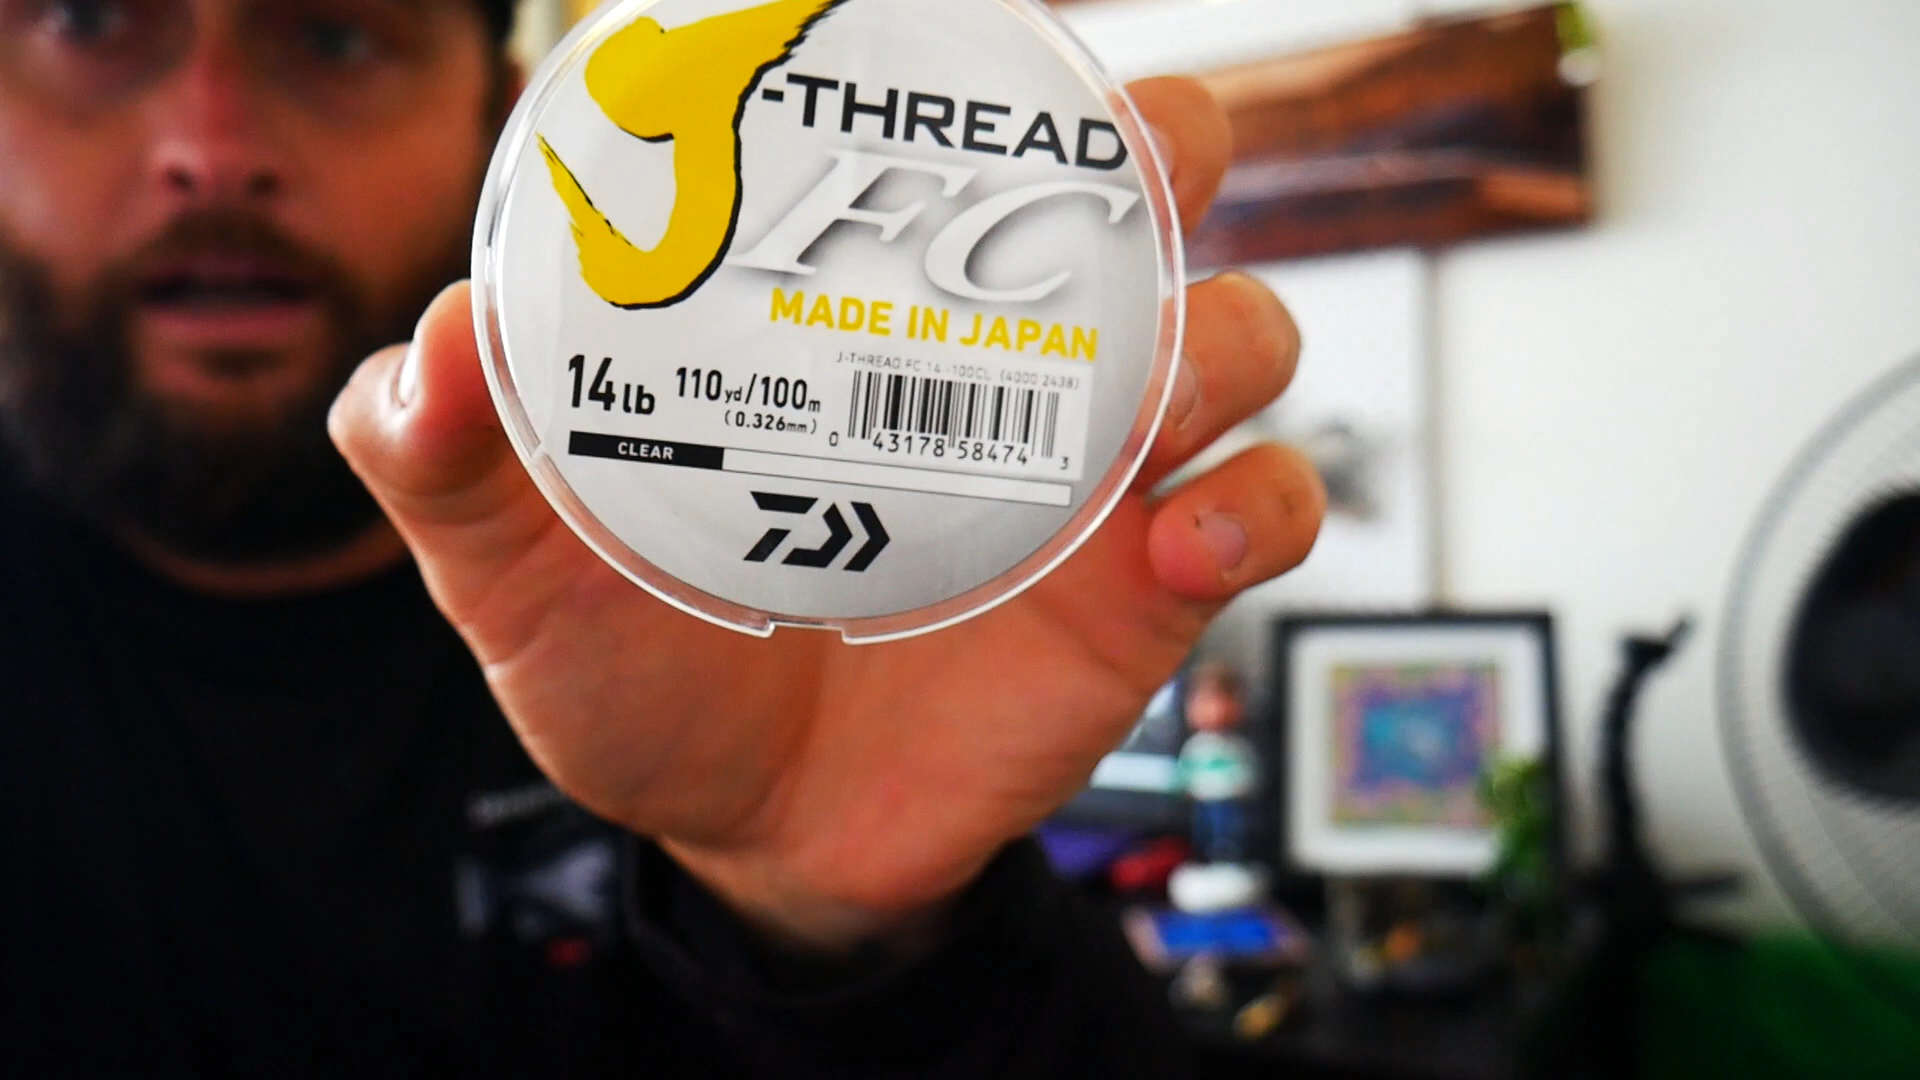 J-THREAD
FC
MADE IN JAPAN
J-THREAD FC 14-100CL (4000 2438)
14lb 110yd/100m
(0.326mm)
0 43178 58474 3
CLEAR